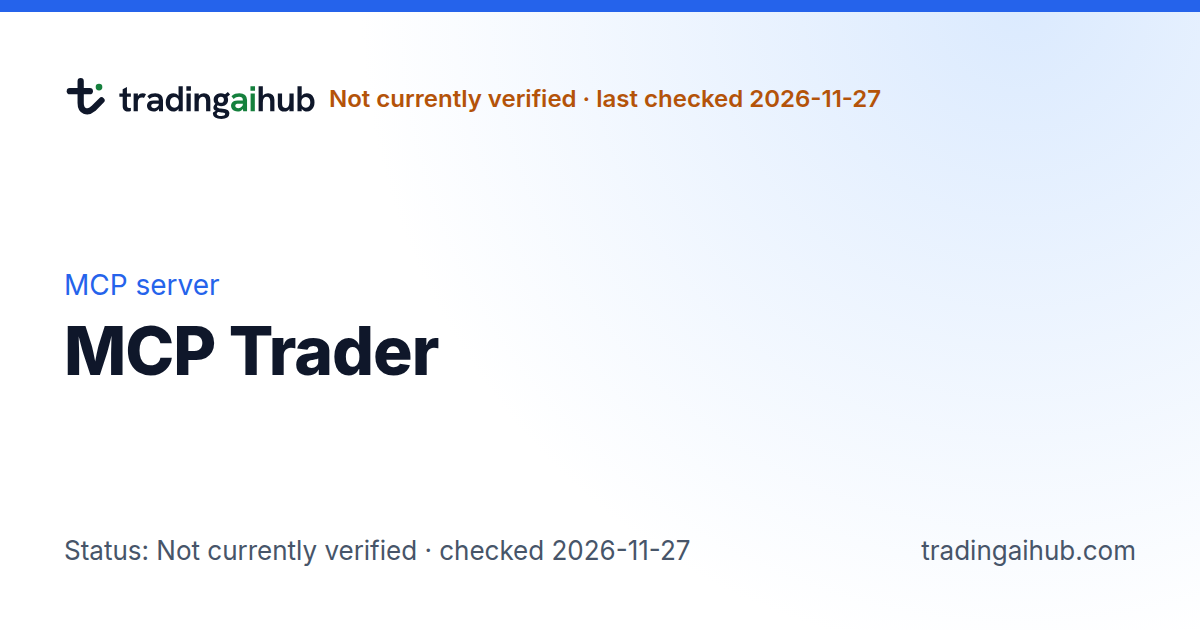 tradingaihub Not currently verified · last checked 2026-11-27
MCP server
MCP Trader
Status: Not currently verified · checked 2026-11-27
tradingaihub.com